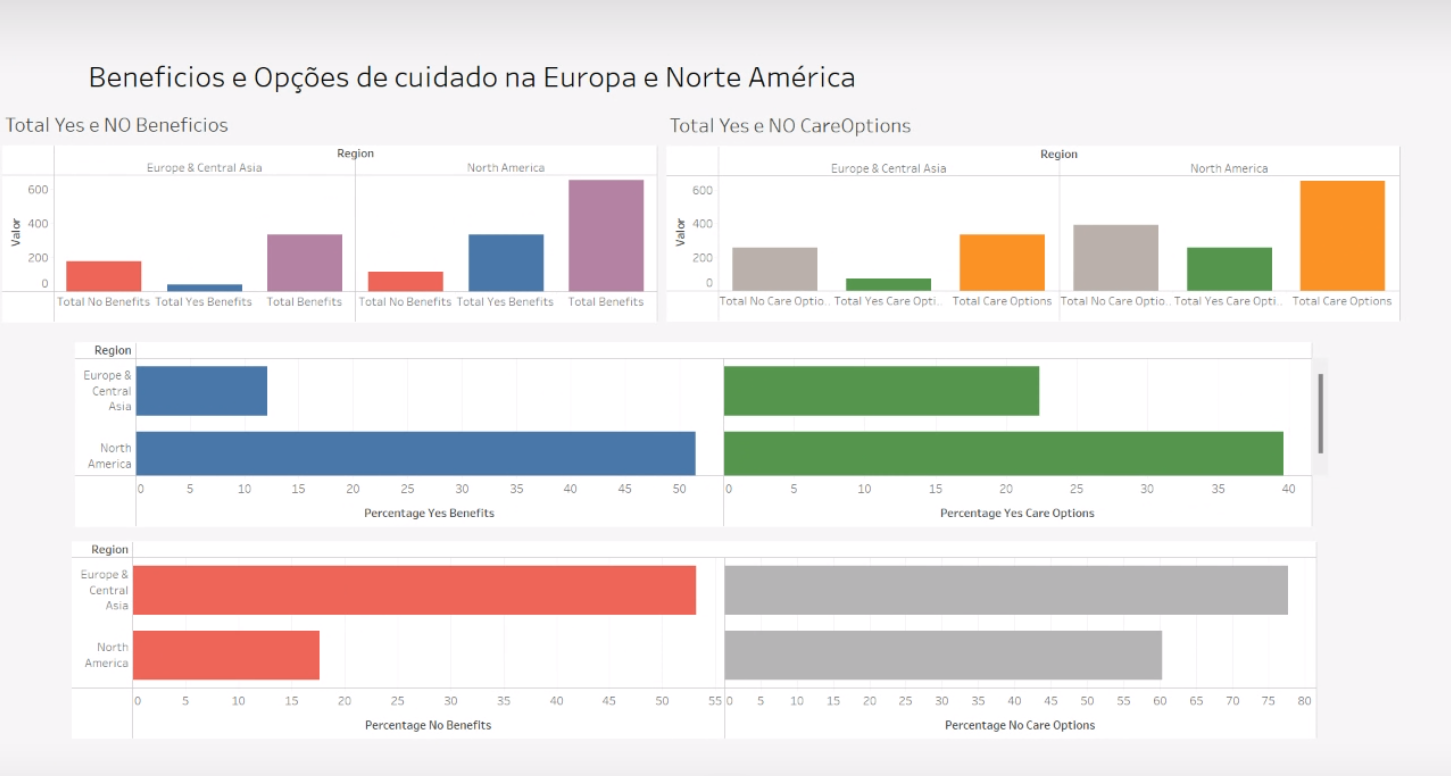 Beneficios e Opções de cuidado na Europa e Norte América
Total Yes e NO Beneficios
Region
Europe & Central Asia North America
Valor
600
400
200
0
Total No Benefits Total Yes Benefits Total Benefits Total No Benefits Total Yes Benefits Total Benefits
Total Yes e NO CareOptions
Region
Europe & Central Asia North America
Valor
600
400
200
0
Total No Care Optio.. Total Yes Care Opti.. Total Care Options Total No Care Optio.. Total Yes Care Opti.. Total Care Options
Region
Europe &
Central
Asia
North
America
0 5 10 15 20 25 30 35 40 45 50 0 5 10 15 20 25 30 35 40
Percentage Yes Benefits Percentage Yes Care Options
Region
Europe &
Central
Asia
North
America
0 5 10 15 20 25 30 35 40 45 50 55 0 5 10 15 20 25 30 35 40 45 50 55 60 65 70 75 80
Percentage No Benefits Percentage No Care Options